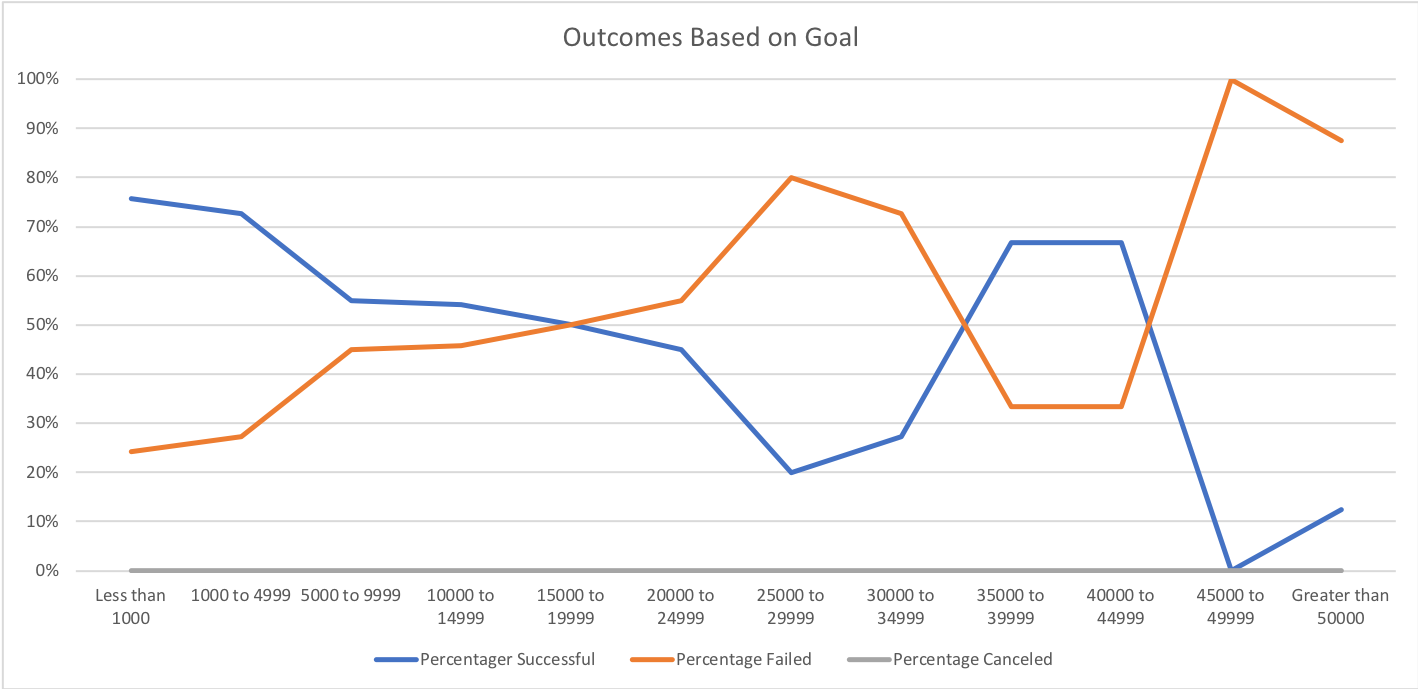 Outcomes Based on Goal
100%
90%
80%
70%
60%
50%
40%
30%
20%
10%
0%
Less than 1000 to 4999 5000 to 9999 10000 to 15000 to 20000 to 25000 to 30000 to 35000 to 40000 to 45000 to Greater than
1000 14999 19999 24999 29999 34999 39999 44999 49999 50000
Percentager Successful Percentage Failed Percentage Canceled